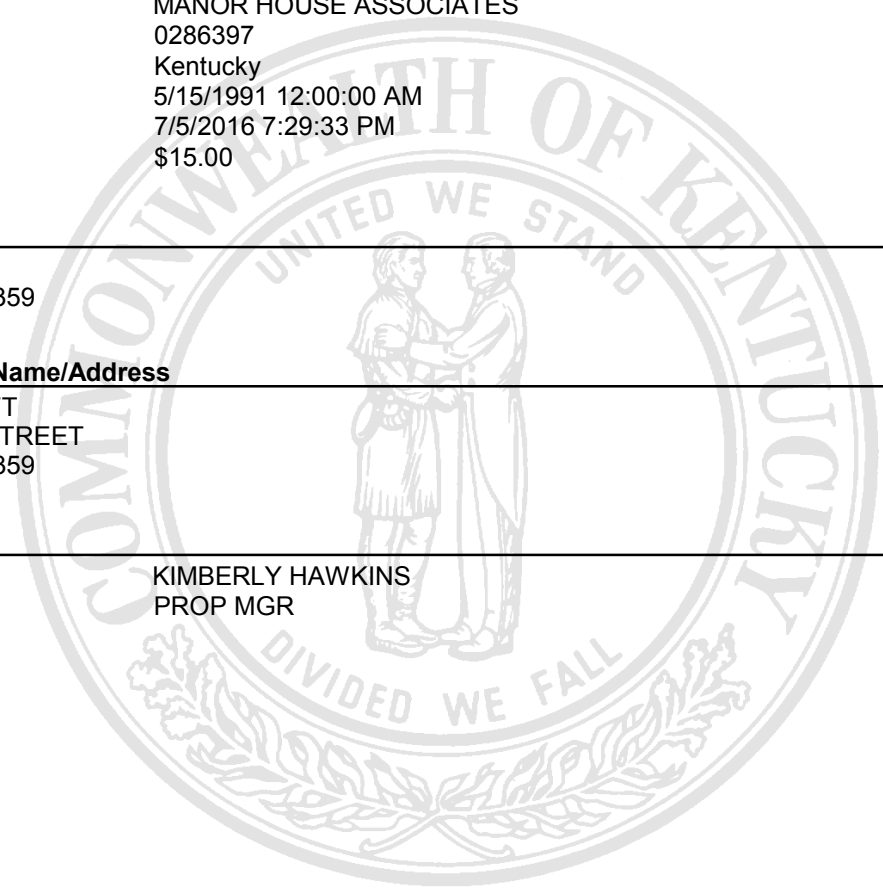 MANOR HOUSE ASSOCIATES
0286397
Kentucky
5/15/1991 12:00:00 AM
7/5/2016 7:29:33 PM
$15.00
COMMONWEALTH OF KENTUCKY
UNITED WE STAND
359
Name/Address
T
TREET
359
KIMBERLY HAWKINS
PROP MGR
DIVIDED WE FALL